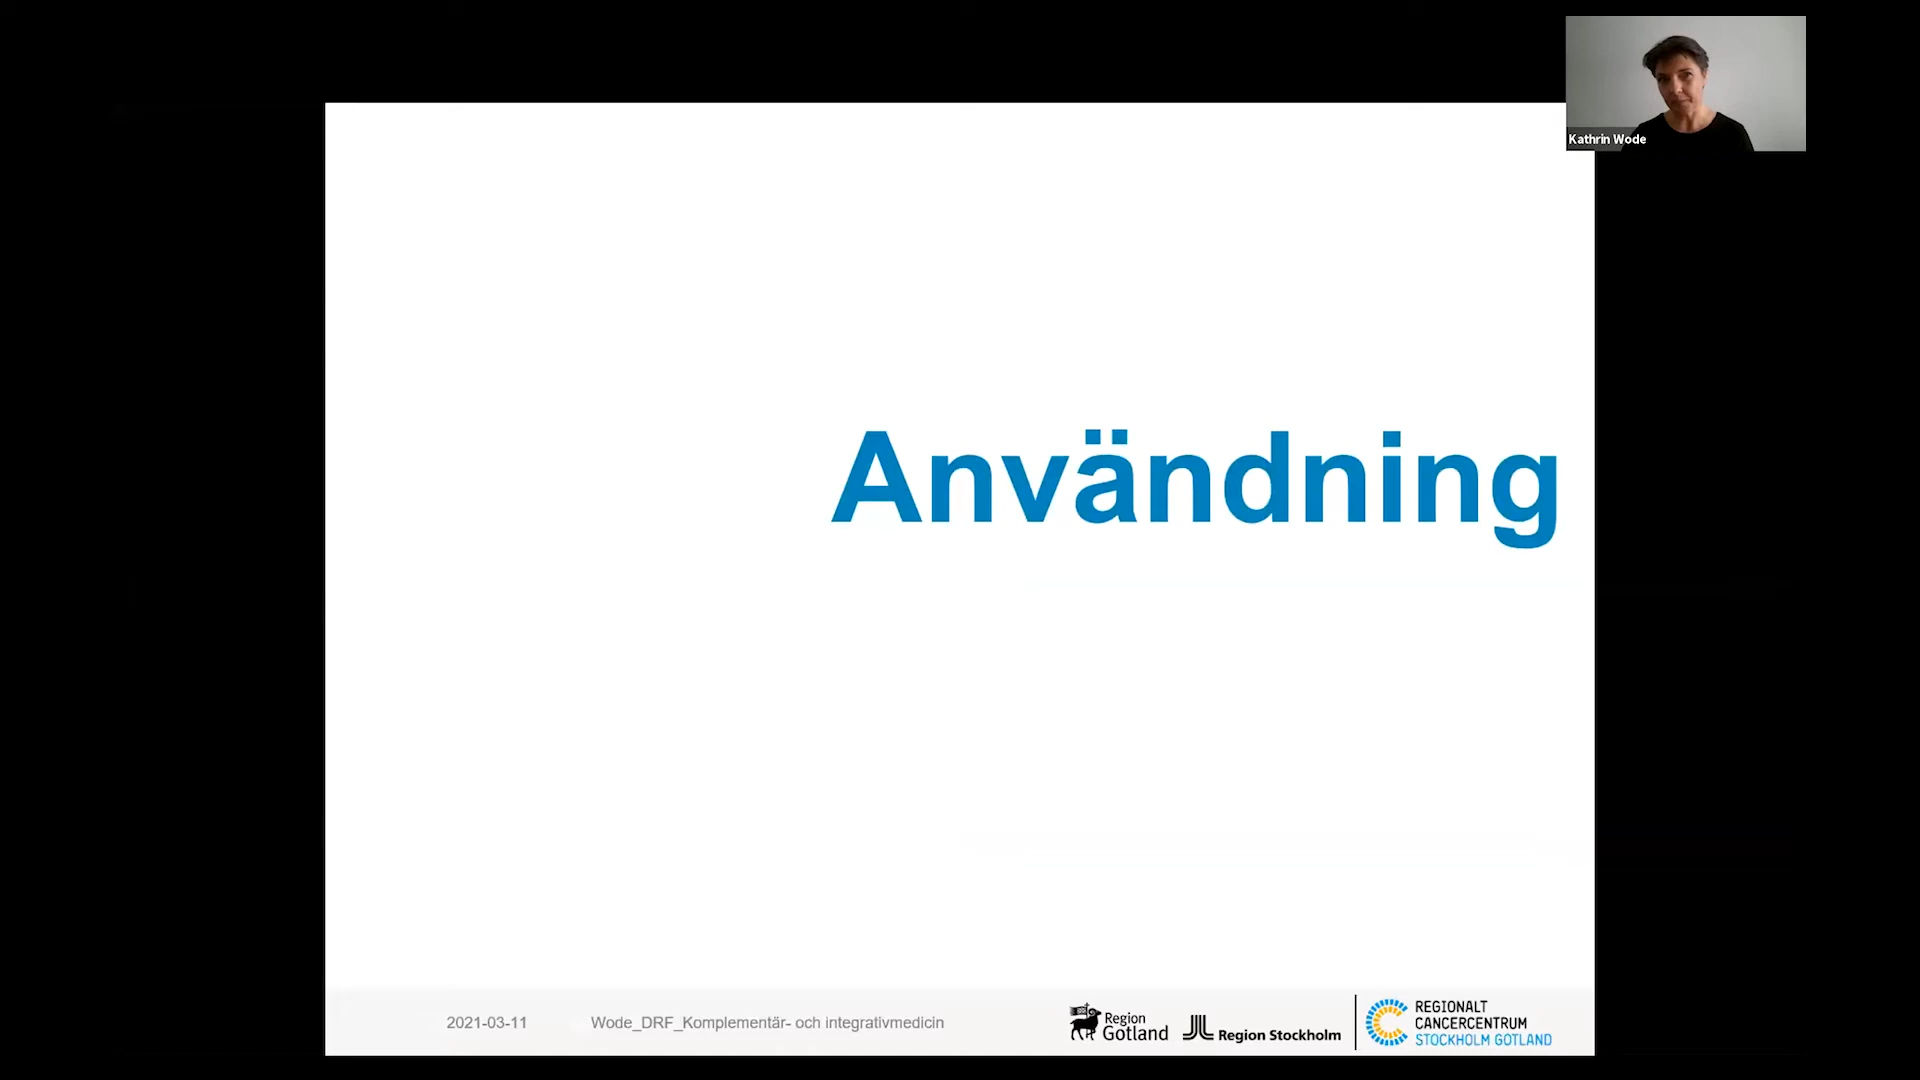 Kathrin Wode
Användning
2021-03-11
Wode_DRF_Komplementär- och integrativmedicin
Region
Gotland
Region Stockholm
REGIONALT
CANCERCENTRUM
STOCKHOLM GOTLAND